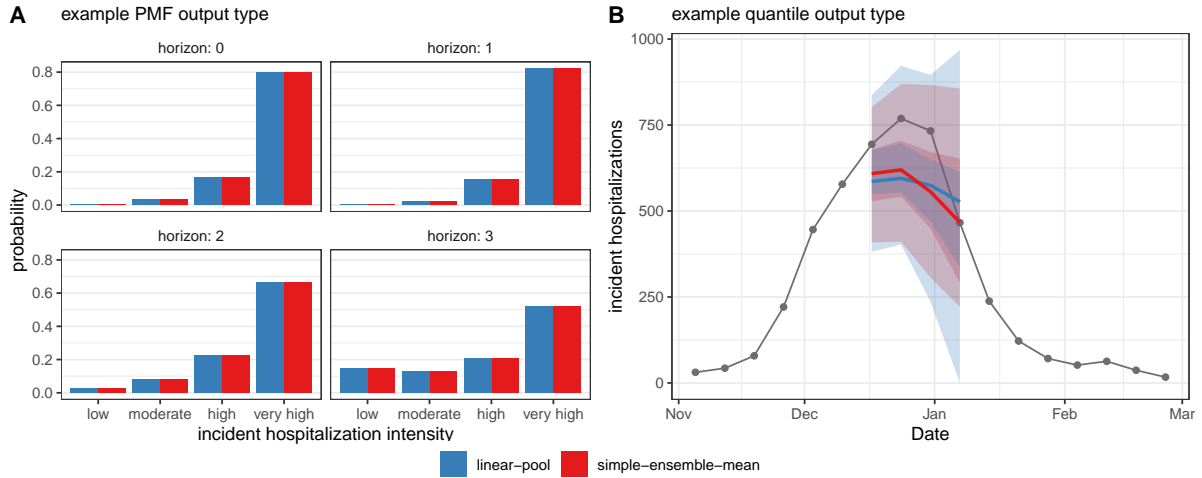 A
example PMF output type
horizon: 0
horizon: 1
0.8
0.6
0.4
0.2
0.0
horizon: 2
horizon: 3
0.8
0.6
0.4
0.2
0.0
probability
low moderate high very high
low moderate high very high
incident hospitalization intensity
B
example quantile output type
1000
750
500
250
0
incident hospitalizations
Nov Dec Jan Feb Mar
Date
linear-pool simple-ensemble-mean